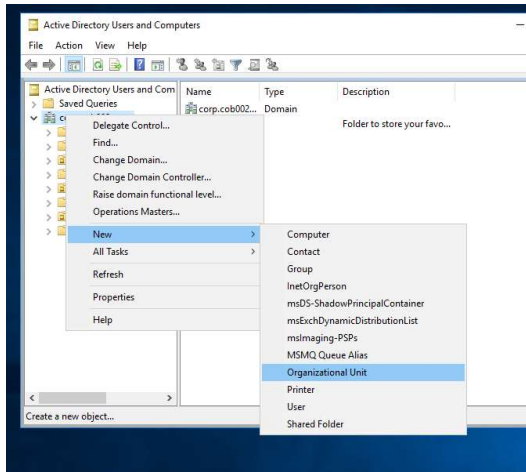 Active Directory Users and Computers
File Action View Help
Active Directory Users and Com
Saved Queries
Name Type Description
corp.cob002... Domain
Folder to store your favo...
Delegate Control...
Find...
Change Domain...
Change Domain Controller...
Raise domain functional level...
Operations Masters...
New
All Tasks
Refresh
Properties
Help
Computer
Contact
Group
InetOrgPerson
msDS-ShadowPrincipalContainer
msExchDynamicDistributionList
msImaging-PSPs
MSMQ Queue Alias
Organizational Unit
Printer
User
Shared Folder
Create a new object...